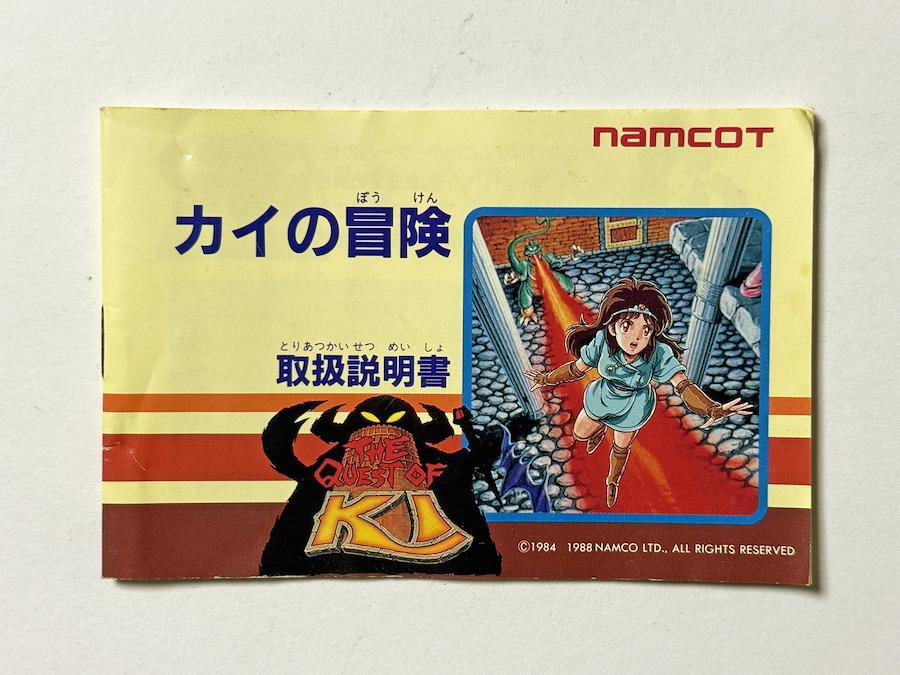 namcoT
ぼう けん
カイの冒険
とりあつかいせつ めい しょ
取扱説明書
THE
QUEST OF
KI
©1984 1988 NAMCO LTD., ALL RIGHTS RESERVED